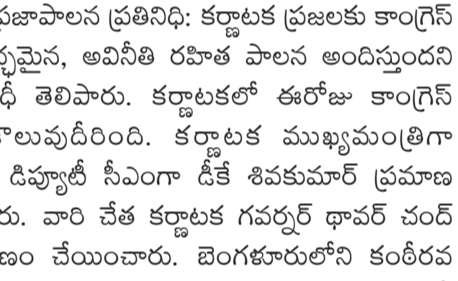 ప్రజాపాలన ప్రతినిధి: కర్ణాటక ప్రజలకు కాంగ్రెస్
అవినీతి రహిత పాలన అందిస్తుందని
తెలిపారు. కర్ణాటకలో ఈరోజు కాంగ్రెస్
కర్ణాటక ముఖ్యమంత్రిగా
డిప్యూటీ సీఎంగా డీకే శివకుమార్ ప్రమాణ
వారి చేత కర్ణాటక గవర్నర్ థావర్ చంద్
చేయించారు. బెంగళూరులోని కంఠీరవ